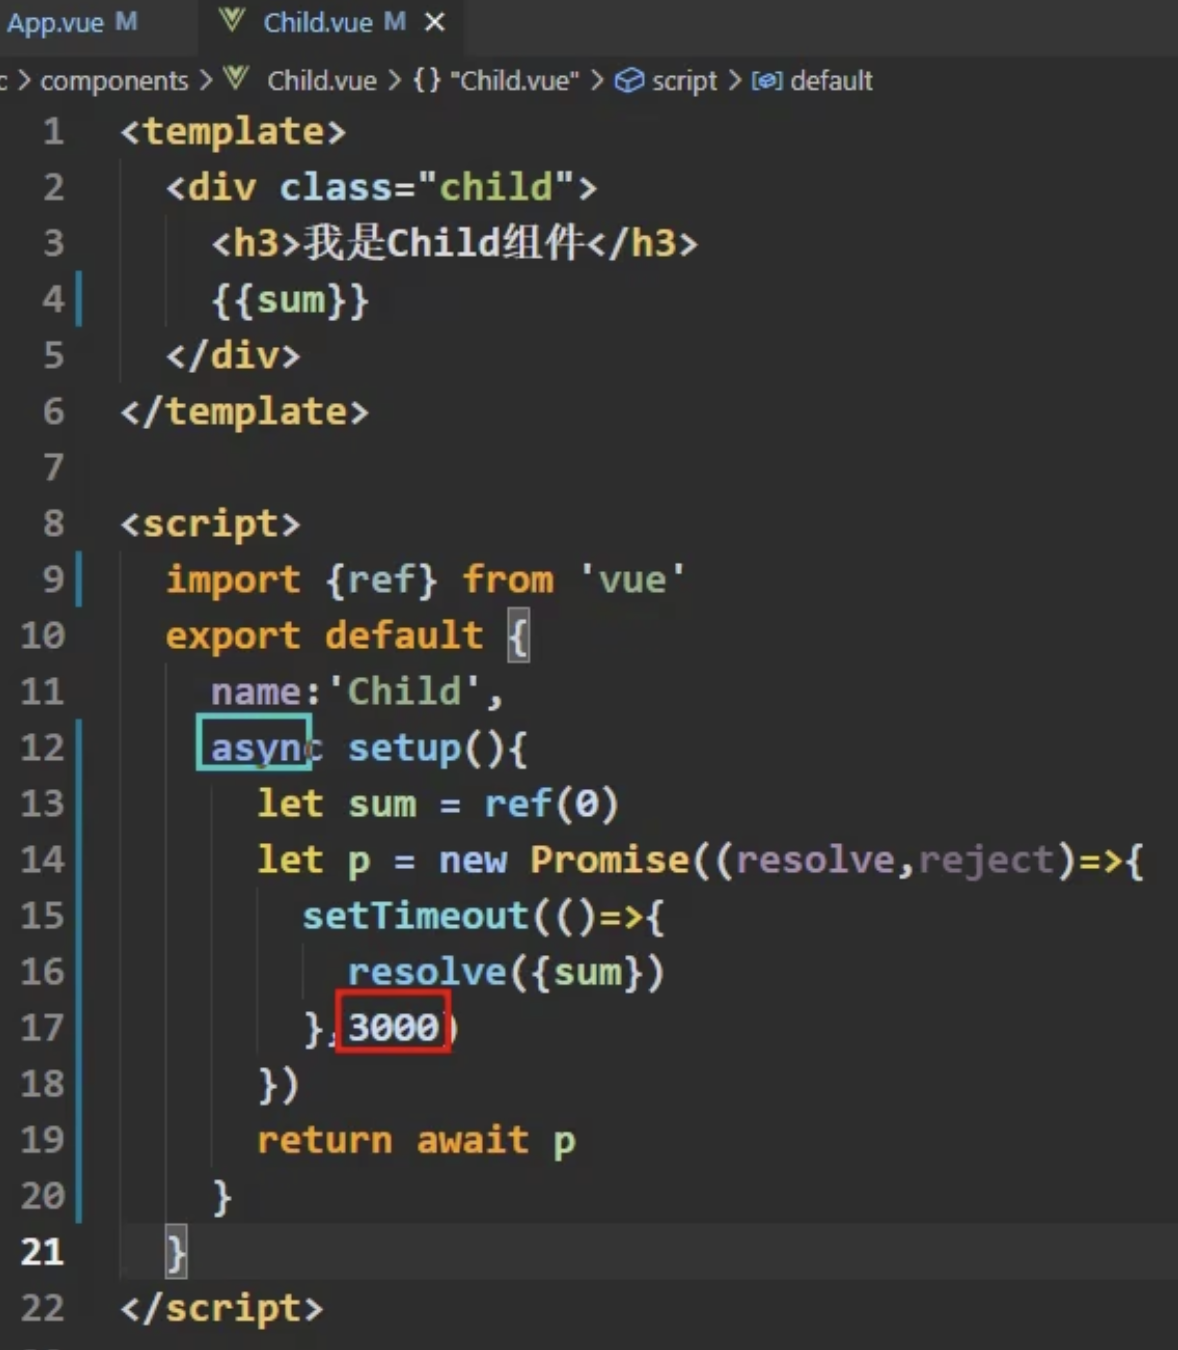 App.vue M Child.vue M ×
c > components > Child.vue > {} "Child.vue" > script > default
1 <template>
2 <div class="child">
3 <h3>我是Child组件</h3>
4 {{sum}}
5 </div>
6 </template>
7
8 <script>
9 import {ref} from 'vue'
10 export default {
11 name:'Child',
12 async setup(){
13 let sum = ref(0)
14 let p = new Promise((resolve,reject)=>{
15 setTimeout(()=>{
16 resolve({sum})
17 },3000)
18 })
19 return await p
20 }
21 }
22 </script>